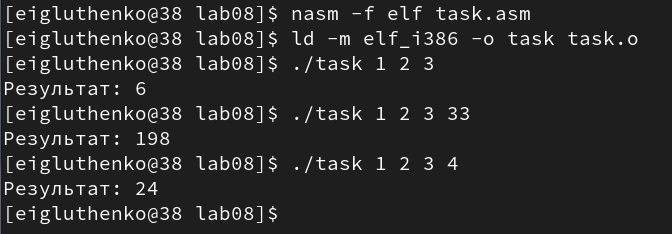 [eigluthenko@38 lab08]$ nasm -f elf task.asm
[eigluthenko@38 lab08]$ ld -m elf_i386 -o task task.o
[eigluthenko@38 lab08]$ ./task 1 2 3
Результат: 6
[eigluthenko@38 lab08]$ ./task 1 2 3 33
Результат: 198
[eigluthenko@38 lab08]$ ./task 1 2 3 4
Результат: 24
[eigluthenko@38 lab08]$